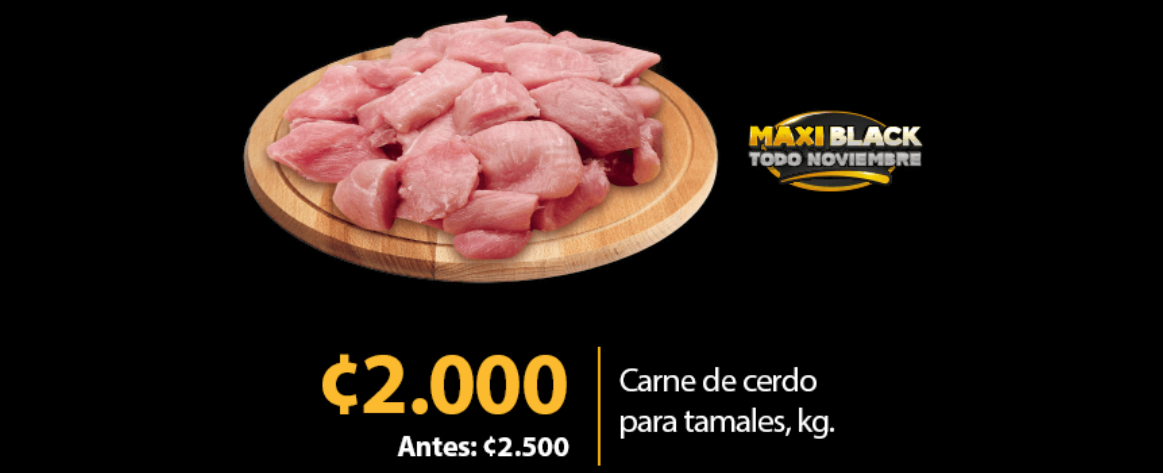 MAXI BLACK
TODO NOVIEMBRE
¢2.000
Antes: ¢2.500
Carne de cerdo
para tamales, kg.